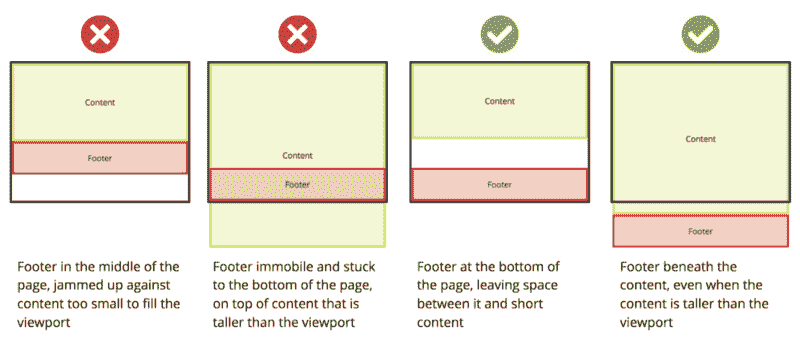 Content
Footer
Content
Footer
Content
Footer
Content
Footer
Footer in the middle of the
page, jammed up against
content too small to fill the
viewport
Footer immobile and stuck
to the bottom of the page,
on top of content that is
taller than the viewport
Footer at the bottom of
the page, leaving space
between it and short
content
Footer beneath the
content, even when the
content is taller than the
viewport